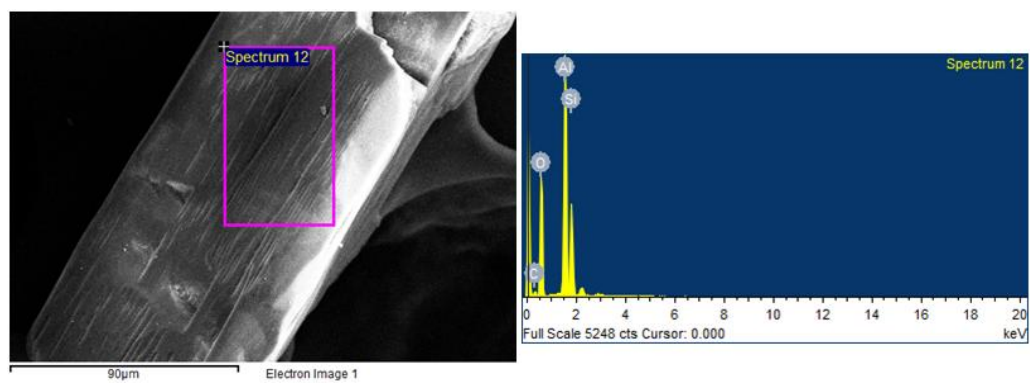 Spectrum 12
90µm
Electron Image 1
Spectrum 12
Al
Si
O
C
0 2 4 6 8 10 12 14 16 18 20
Full Scale 5248 cts Cursor: 0.000
keV